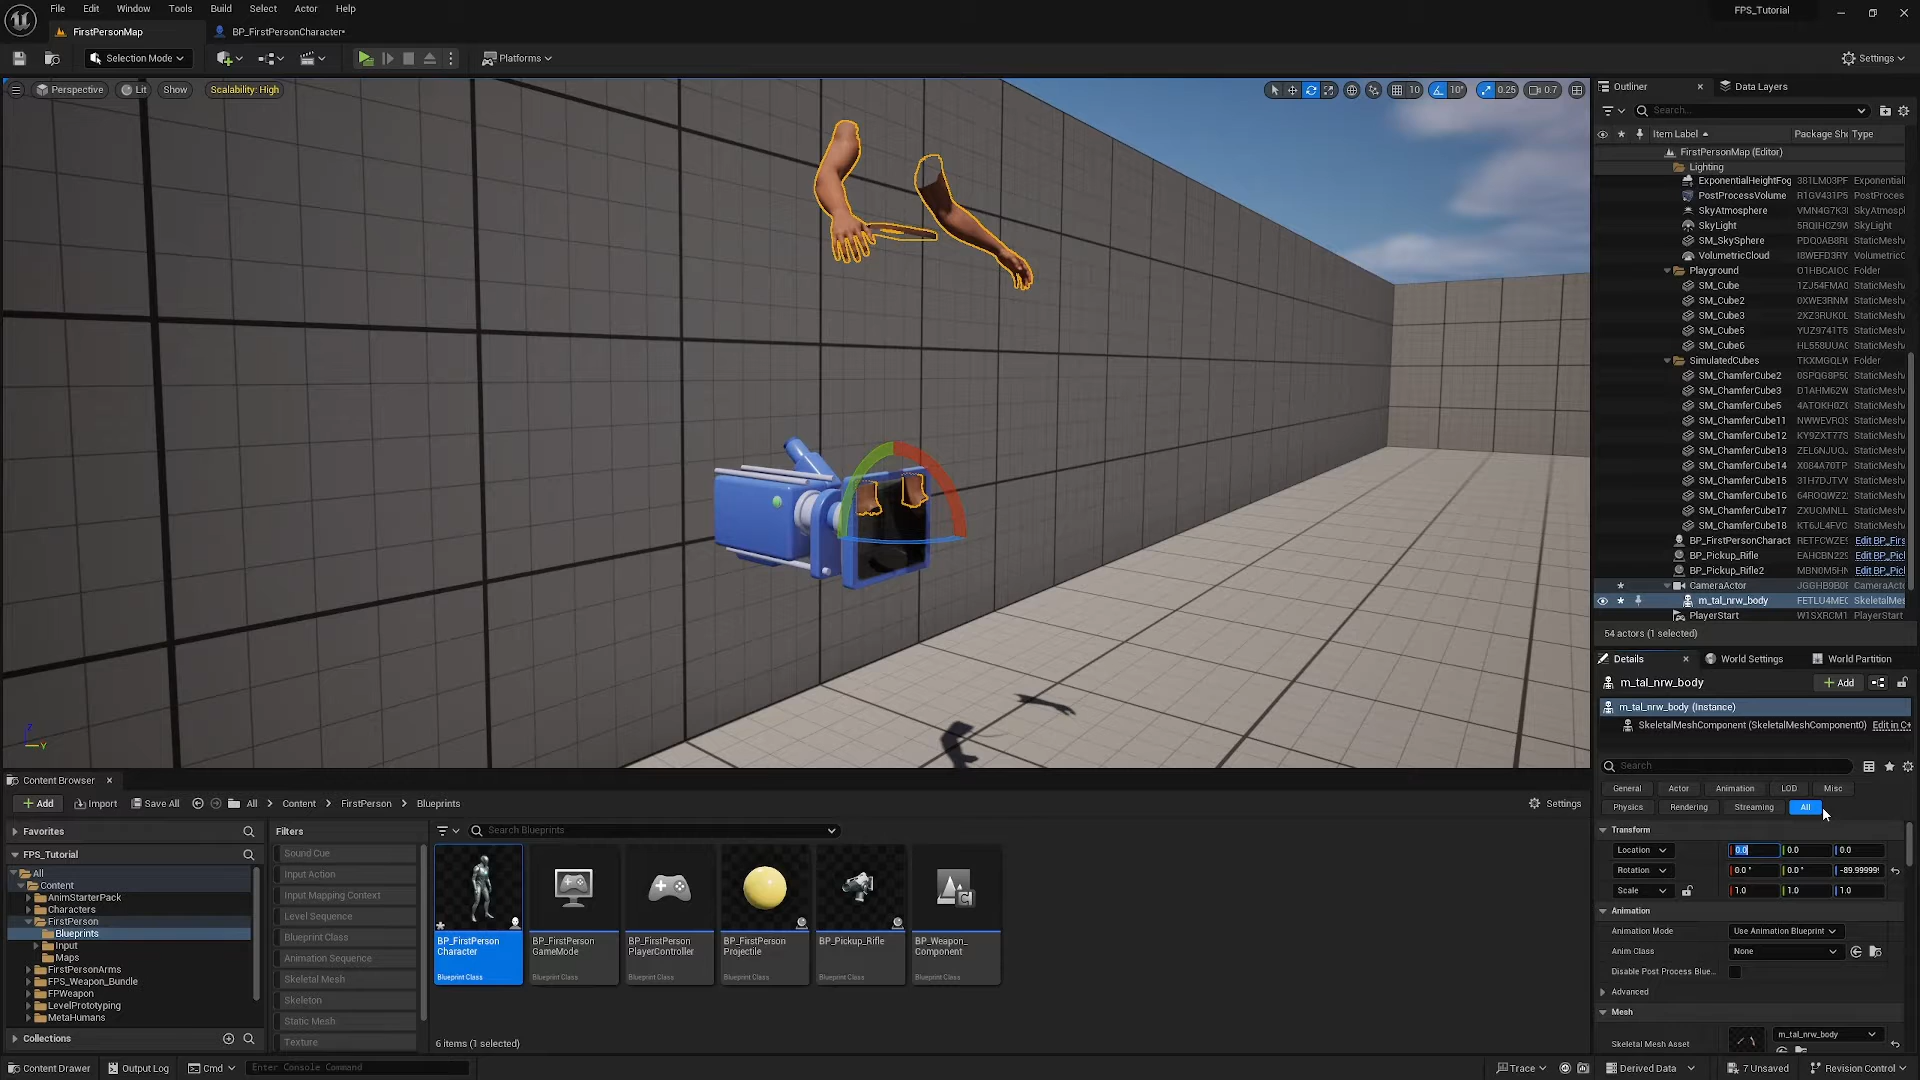 File Edit Window Tools Build Select Actor Help
FPS_Tutorial
FirstPersonMap
BP_FirstPersonCharacter•
Selection Mode
Platforms
Settings
Perspective
Lit
Show
Scalability: High
10
10°
0.25
0.7
Outliner
Data Layers
Search...
Item Label
Package Sh
Type
FirstPersonMap (Editor)
Lighting
ExponentialHeightFog 381LM03PF Exponential
PostProcessVolume R1GV431P5 PostProces
SkyAtmosphere VMN4G7K3I SkyAtmosp
SkyLight 5RQIHCZ9W SkyLight
SM_SkySphere PDQ0AB8RL StaticMesh
VolumetricCloud I8WEFD3RY VolumetricC
Playground O1HBCAIOC Folder
SM_Cube 1ZJ54FMA0 StaticMesh
SM_Cube2 0XWE3RNM StaticMesh
SM_Cube3 2XZ3RUK0L StaticMesh
SM_Cube5 YUZ9741T5 StaticMesh
SM_Cube6 HL558UUA StaticMesh
SimulatedCubes TKXMGQLW Folder
SM_ChamferCube2 0SPQG8P5 StaticMesh
SM_ChamferCube3 D1AHM62W StaticMesh
SM_ChamferCube5 4ATOKH0Z StaticMesh
SM_ChamferCube11 NWWEVRQS StaticMesh
SM_ChamferCube12 KY9ZXT77S StaticMesh
SM_ChamferCube13 ZEL6NJUQ StaticMesh
SM_ChamferCube14 X084A70TP StaticMesh
SM_ChamferCube15 31H7DJTV StaticMesh
SM_ChamferCube16 64ROQWZ2 StaticMesh
SM_ChamferCube17 ZXUQMNLL StaticMesh
SM_ChamferCube18 KT6JL4FVC StaticMesh
BP_FirstPersonCharact RETFCWZE Edit BP_Firs
BP_Pickup_Rifle EAHCBN22 Edit BP_Picl
BP_Pickup_Rifle2 MBN0M5HN Edit BP_Picl
CameraActor JGGHB9B0F CameraActo
m_tal_nrw_body FETLU4MEC SkeletalMes
PlayerStart W1SXRCM1 PlayerStart
54 actors (1 selected)
Details
World Settings
World Partition
m_tal_nrw_body
Add
m_tal_nrw_body (Instance)
SkeletalMeshComponent (SkeletalMeshComponent0) Edit in C+
Search
General Actor Animation LOD Misc
Physics Rendering Streaming All
Transform
Location 0.0 0.0 0.0
Rotation 0.0 ° 0.0 ° -89.99999
Scale 1.0 1.0 1.0
Animation
Animation Mode Use Animation Blueprint
Anim Class None
Disable Post Process Blue...
Advanced
Mesh
Skeletal Mesh Asset m_tal_nrw_body
Z
Y
Content Browser
Add Import Save All All Content FirstPerson Blueprints Settings
Favorites
FPS_Tutorial
All
Content
AnimStarterPack
Characters
FirstPerson
Blueprints
Input
Maps
FirstPersonArms
FPS_Weapon_Bundle
FPWeapon
LevelPrototyping
MetaHumans
Collections
Filters
Sound Cue
Input Action
Input Mapping Context
Level Sequence
Blueprint Class
Animation Sequence
Skeletal Mesh
Skeleton
Static Mesh
Texture
Search Blueprints
BP_FirstPerson
Character
Blueprint Class
BP_FirstPerson
GameMode
Blueprint Class
BP_FirstPerson
PlayerController
Blueprint Class
BP_FirstPerson
Projectile
Blueprint Class
BP_Pickup_Rifle
Blueprint Class
BP_Weapon_
Component
Blueprint Class
6 items (1 selected)
Content Drawer
Output Log
Cmd
Enter Console Command
Trace
Derived Data
7 Unsaved
Revision Control